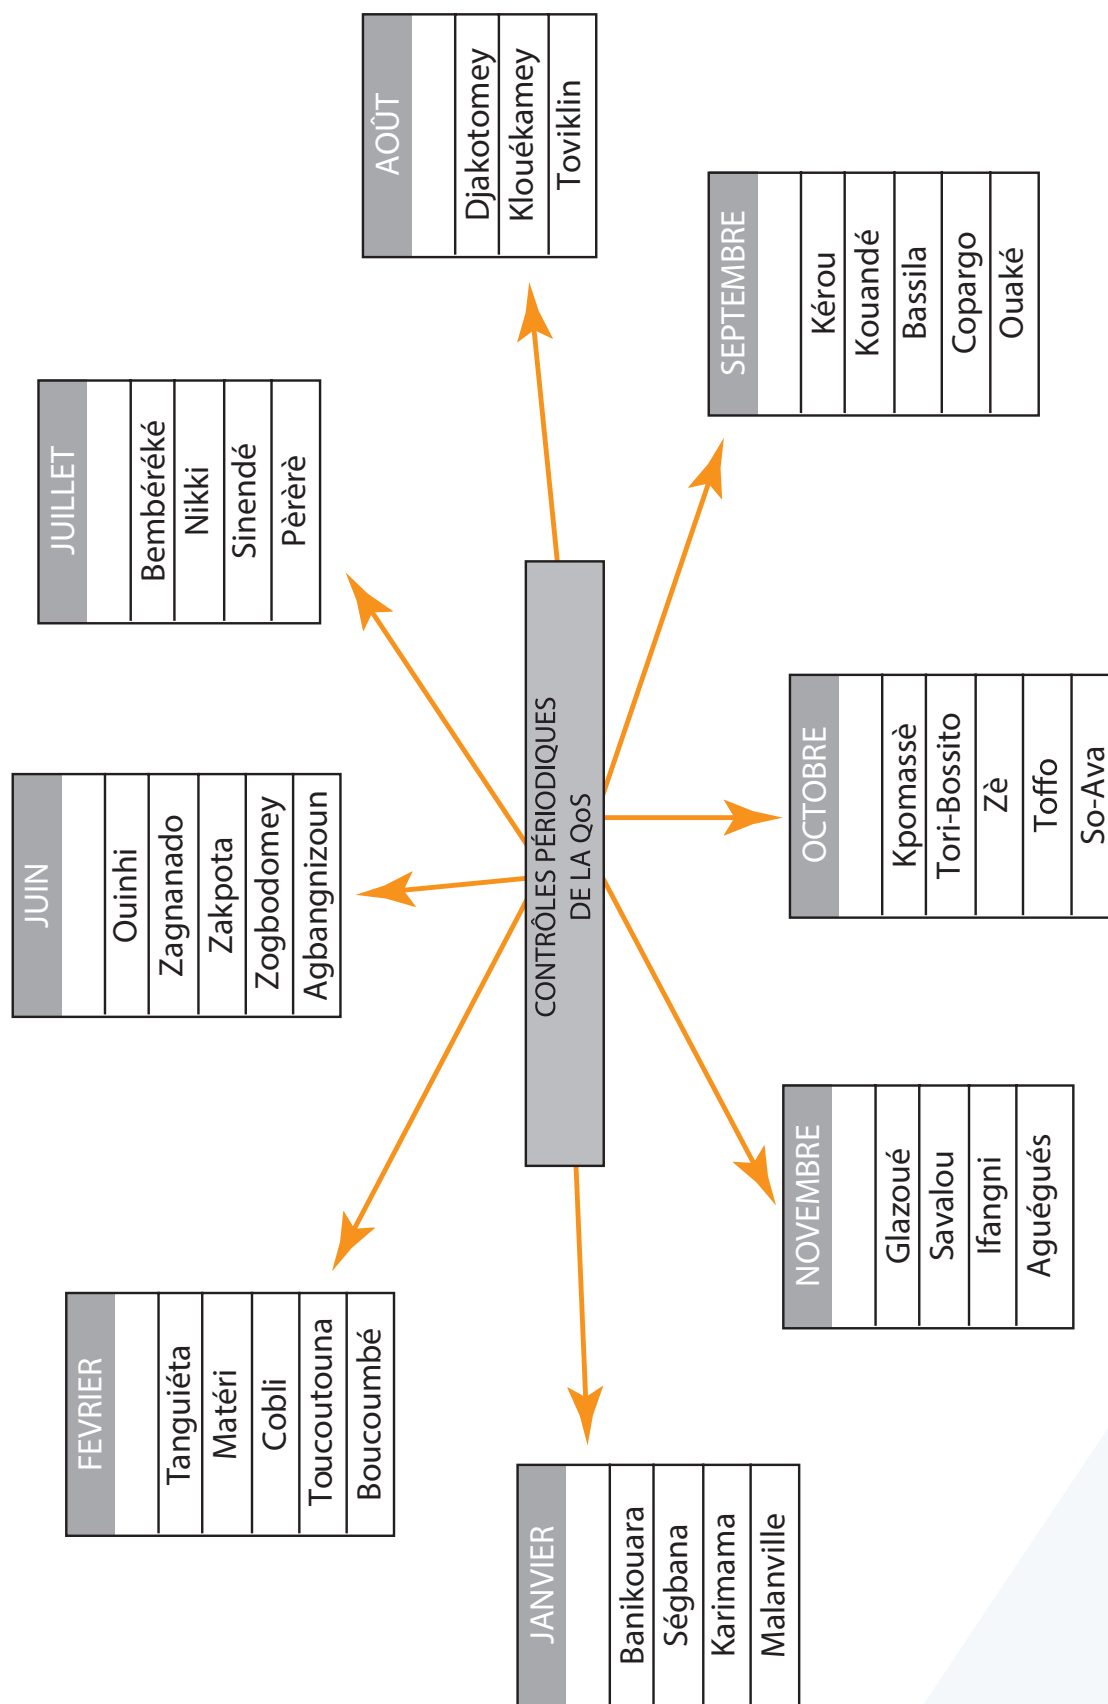 JANVIER
Banikouara
Ségbana
Karimama
Malanville
FEVRIER
Tanguiéta
Matéri
Cobli
Toucoutouna
Boucoumbé
JUIN
Ouinhi
Zagnanado
Zakpota
Zogbodomey
Agbangnizoun
JUILLET
Bembéréké
Nikki
Sinendé
Pèrèrè
AOÛT
Djakotomey
Klouékamey
Toviklin
CONTRÔLES PÉRIODIQUES
DE LA QoS
NOVEMBRE
Glazoué
Savalou
Ifangni
Aguégués
OCTOBRE
Kpomassè
Tori-Bossito
Zè
Toffo
So-Ava
SEPTEMBRE
Kérou
Kouandé
Bassila
Copargo
Ouaké